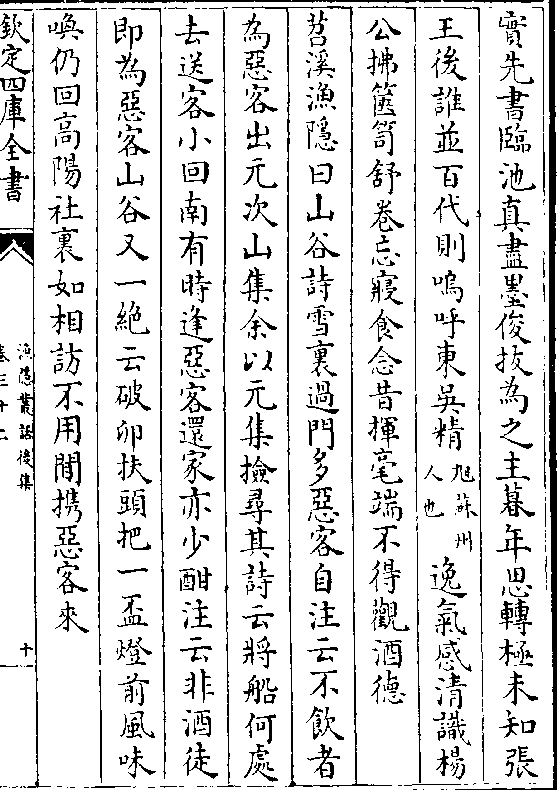 實先書臨池真盡墨俊拔為之主暮年思轉極未知張
王後誰並百代則嗚呼東吳精旭蘇州人也逸氣感清識楊
公拂篋笥舒卷忘寢食念昔揮毫端不得觀酒德
苕溪漁隱曰山谷詩雪裏過門多惡客自注云不飲者
為惡客出元次山集余以元集撿尋其詩云將船何處
去送客小回南有時逢惡客還家亦少酣注云非酒徒
即為惡客山谷又一絶云破卯扶頭把一盃燈前風味
喚仍回高陽社裏如相訪不用閒携惡客來
欽定四庫全書
漁隱叢話後集
卷三十二
十